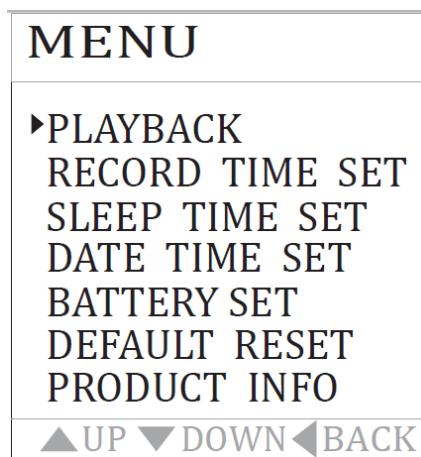 MENU
PLAYBACK
RECORD TIME SET
SLEEP TIME SET
DATE TIME SET
BATTERY SET
DEFAULT RESET
PRODUCT INFO
▲UP ▼DOWN ◀BACK